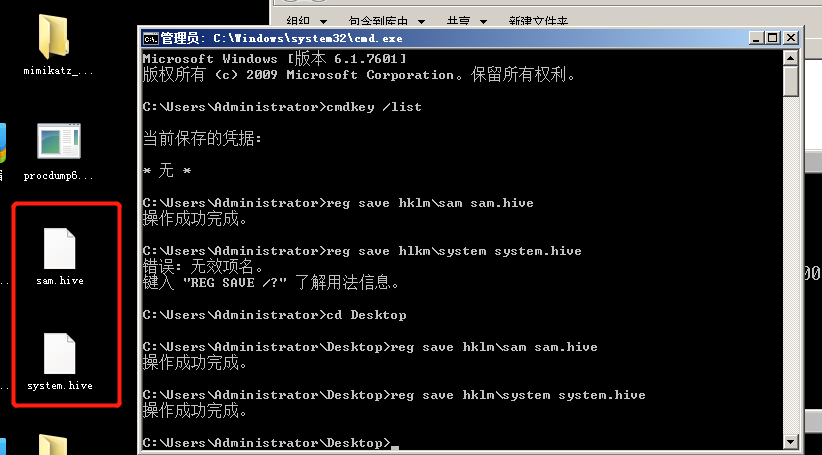 组织 包含到库中 共享 新建文件夹
管理员: C:\Windows\system32\cmd.exe
Microsoft Windows [版本 6.1.7601]
版权所有 (c) 2009 Microsoft Corporation。保留所有权利。
C:\Users\Administrator>cmdkey /list
当前保存的凭据:
* 无 *
C:\Users\Administrator>reg save hklm\sam sam.hive
操作成功完成。
C:\Users\Administrator>reg save hlkm\system system.hive
错误: 无效项名。
键入 "REG SAVE /?" 了解用法信息。
C:\Users\Administrator>cd Desktop
C:\Users\Administrator\Desktop>reg save hklm\sam sam.hive
操作成功完成。
C:\Users\Administrator\Desktop>reg save hklm\system system.hive
操作成功完成。
C:\Users\Administrator\Desktop>
mimikatz_...
procdump6...
sam.hive
system.hive
00